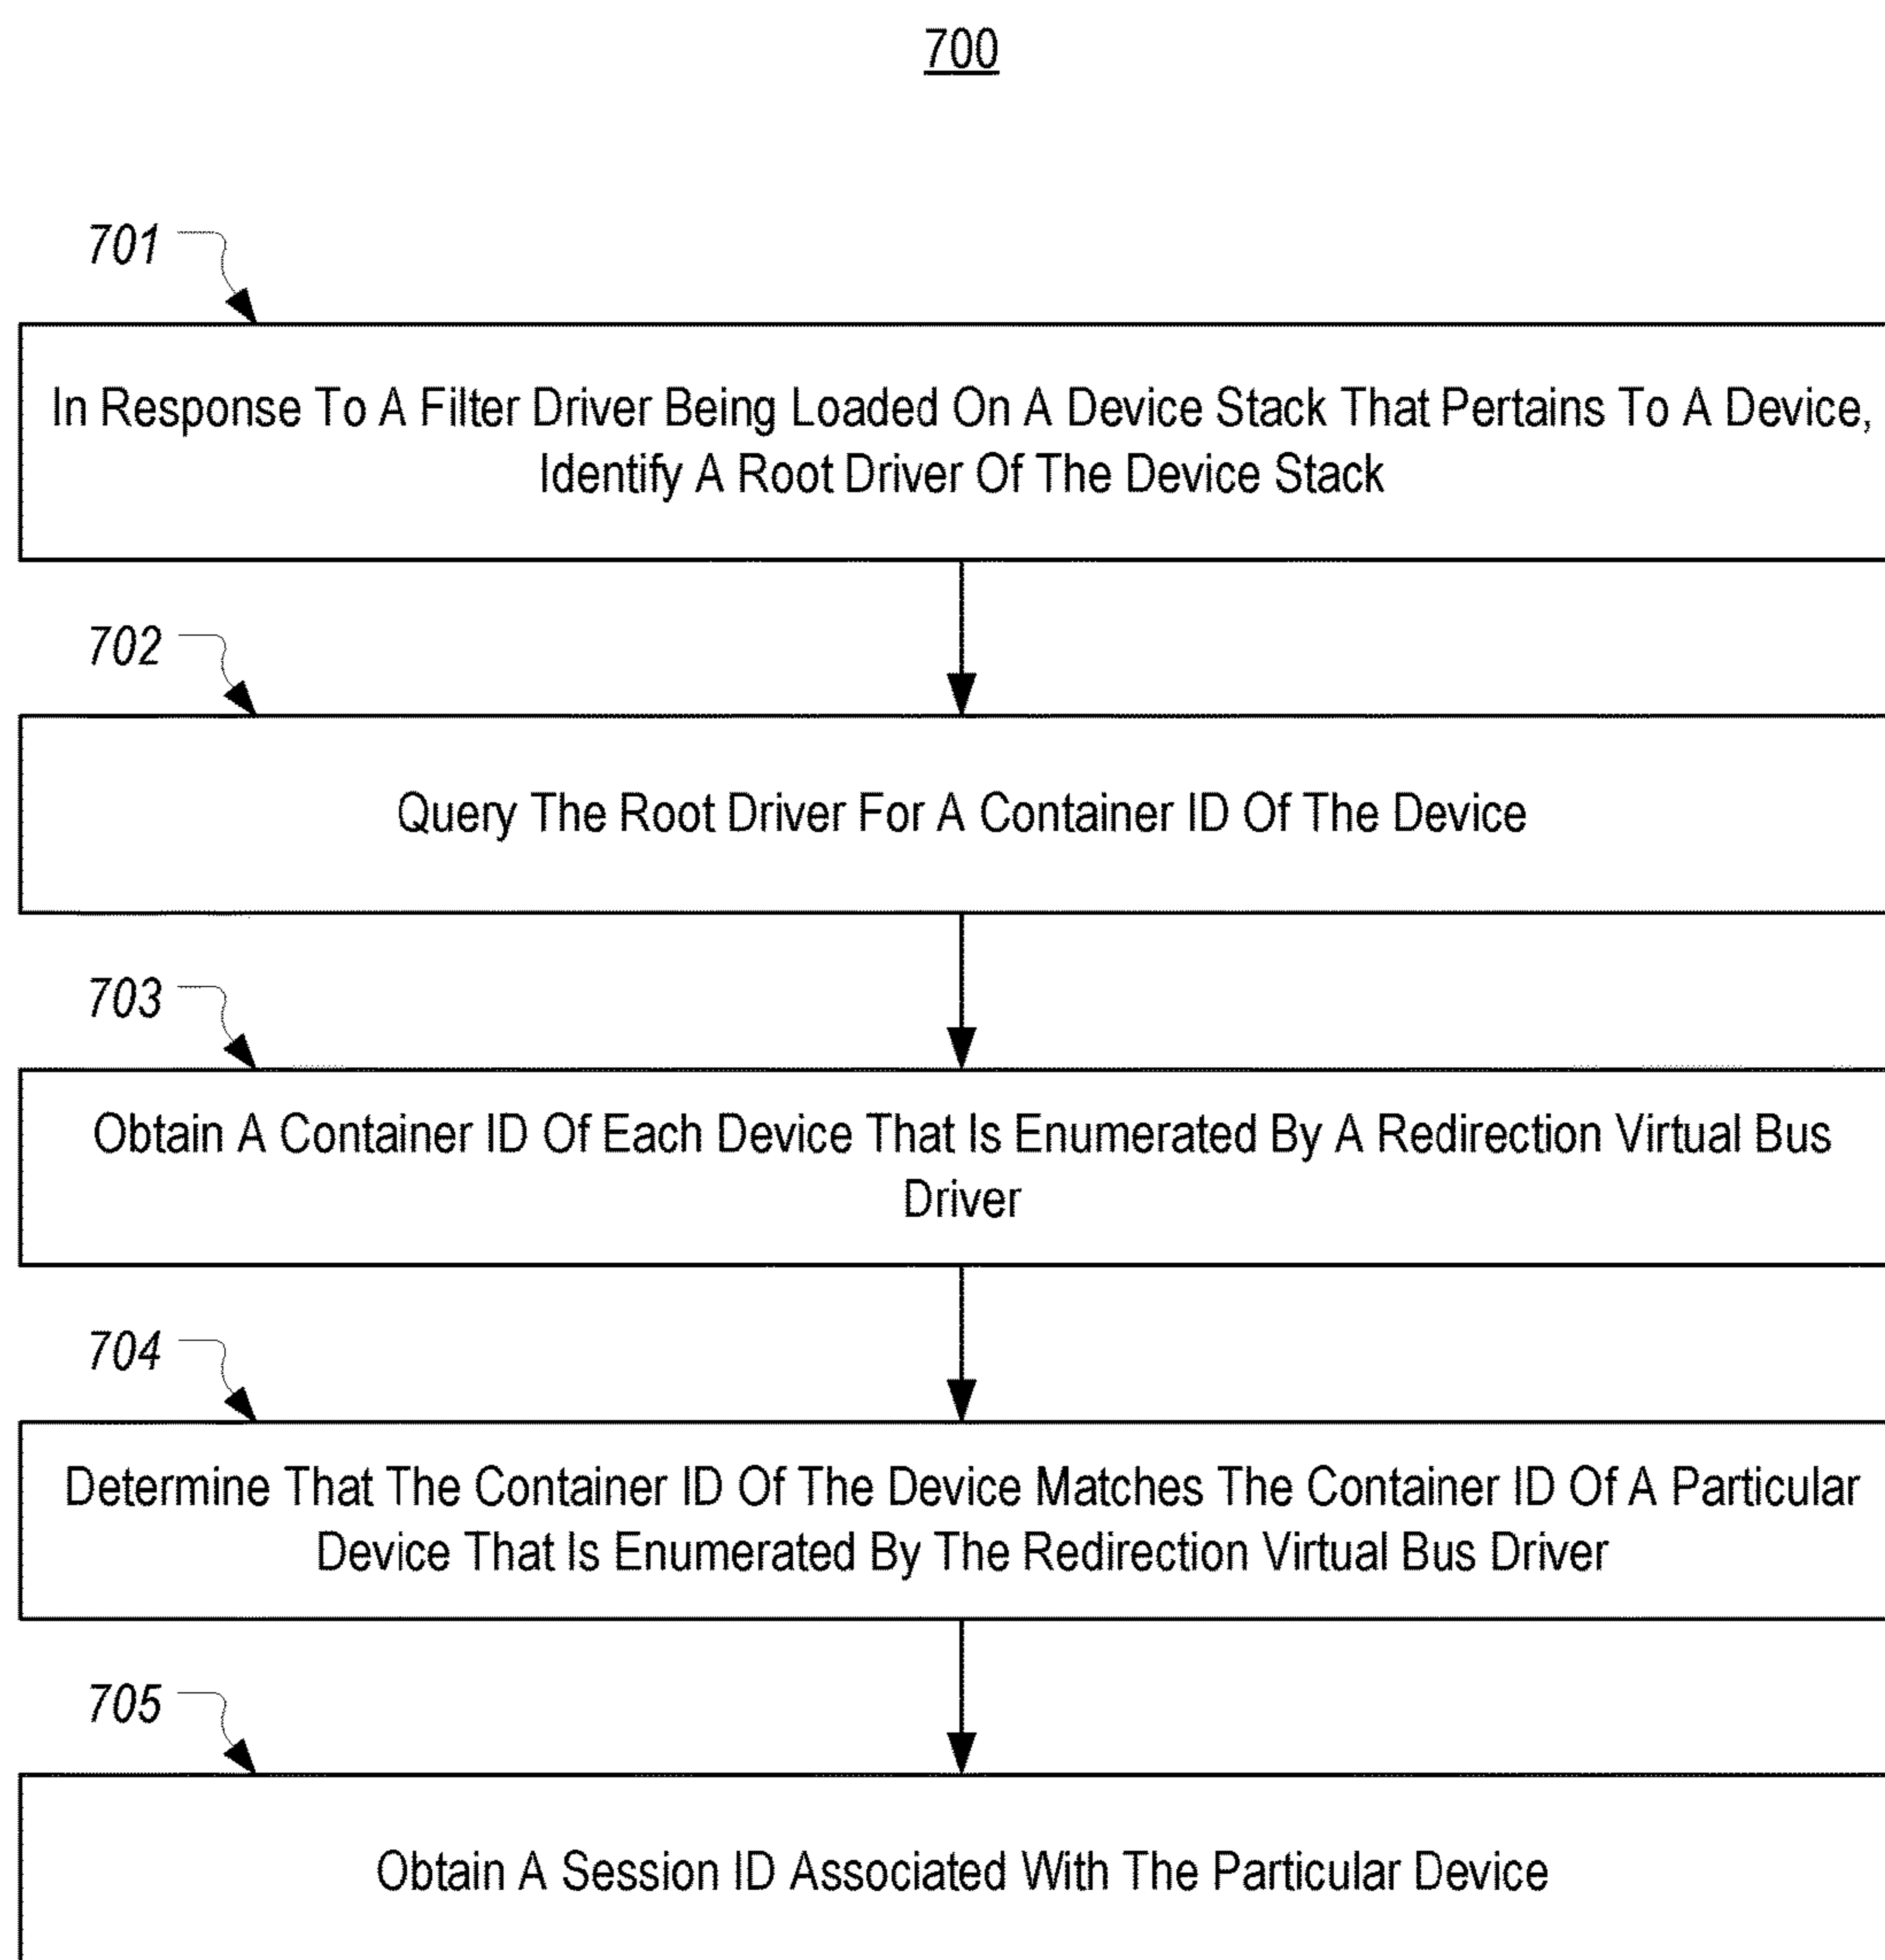 700
701
In Response To A Filter Driver Being Loaded On A Device Stack That Pertains To A Device,
Identify A Root Driver Of The Device Stack
702
Query The Root Driver For A Container ID Of The Device
703
Obtain A Container ID Of Each Device That Is Enumerated By A Redirection Virtual Bus
Driver
704
Determine That The Container ID Of The Device Matches The Container ID Of A Particular
Device That Is Enumerated By The Redirection Virtual Bus Driver
705
Obtain A Session ID Associated With The Particular Device